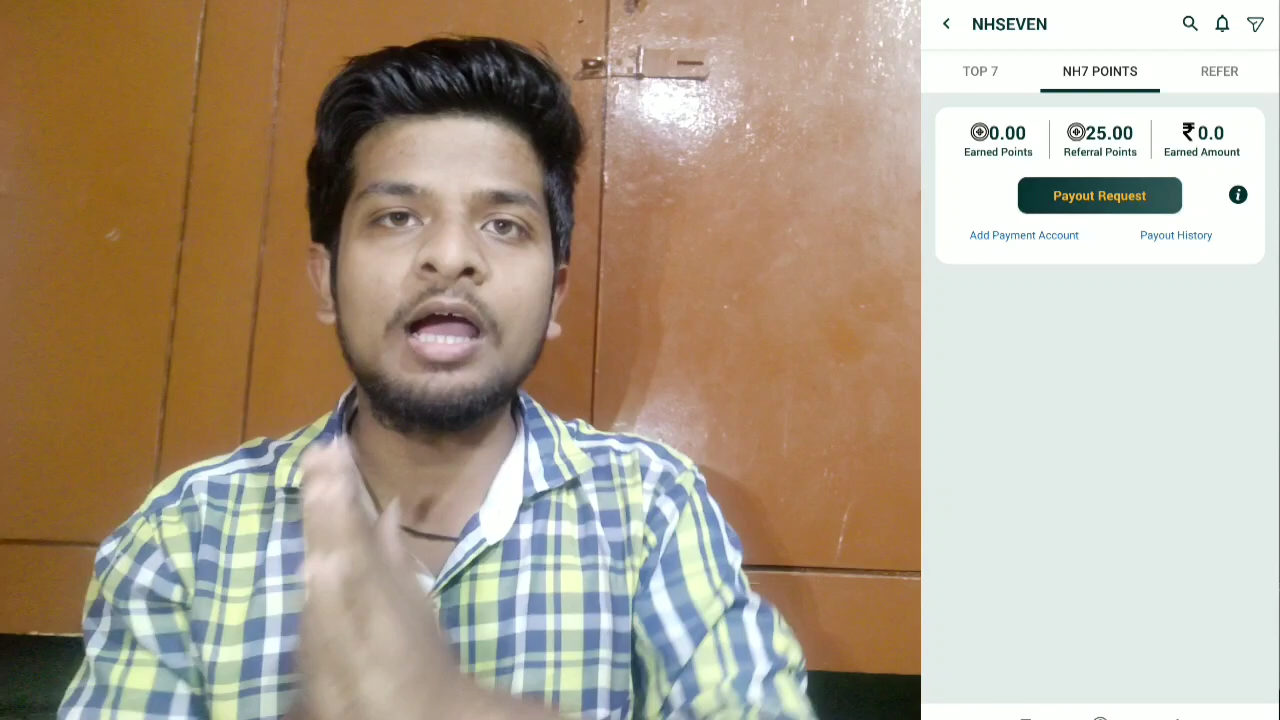 NHSEVEN
TOP 7 NH7 POINTS REFER
0.00 25.00 ₹0.0
Earned Points Referral Points Earned Amount
Payout Request
Add Payment Account Payout History